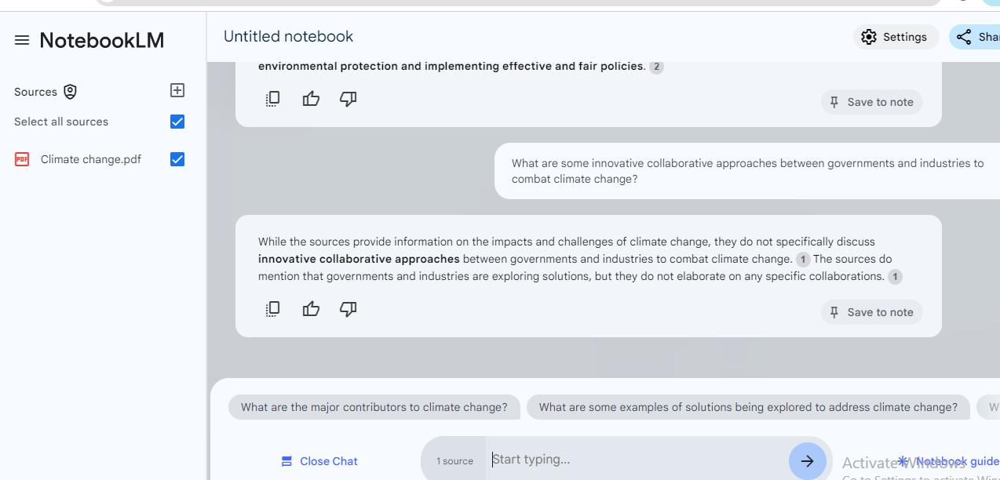 NotebookLM
Untitled notebook
Settings
Sources
Select all sources
PDF Climate change.pdf
environmental protection and implementing effective and fair policies. 2
Save to note
What are some innovative collaborative approaches between governments and industries to
combat climate change?
While the sources provide information on the impacts and challenges of climate change, they do not specifically discuss
innovative collaborative approaches between governments and industries to combat climate change. 1 The sources do
mention that governments and industries are exploring solutions, but they do not elaborate on any specific collaborations. 1
Save to note
What are the major contributors to climate change?
What are some examples of solutions being explored to address climate change?
Close Chat
1 source
Start typing...
Notebook guide
Activate Windows
Go to Settings to activate